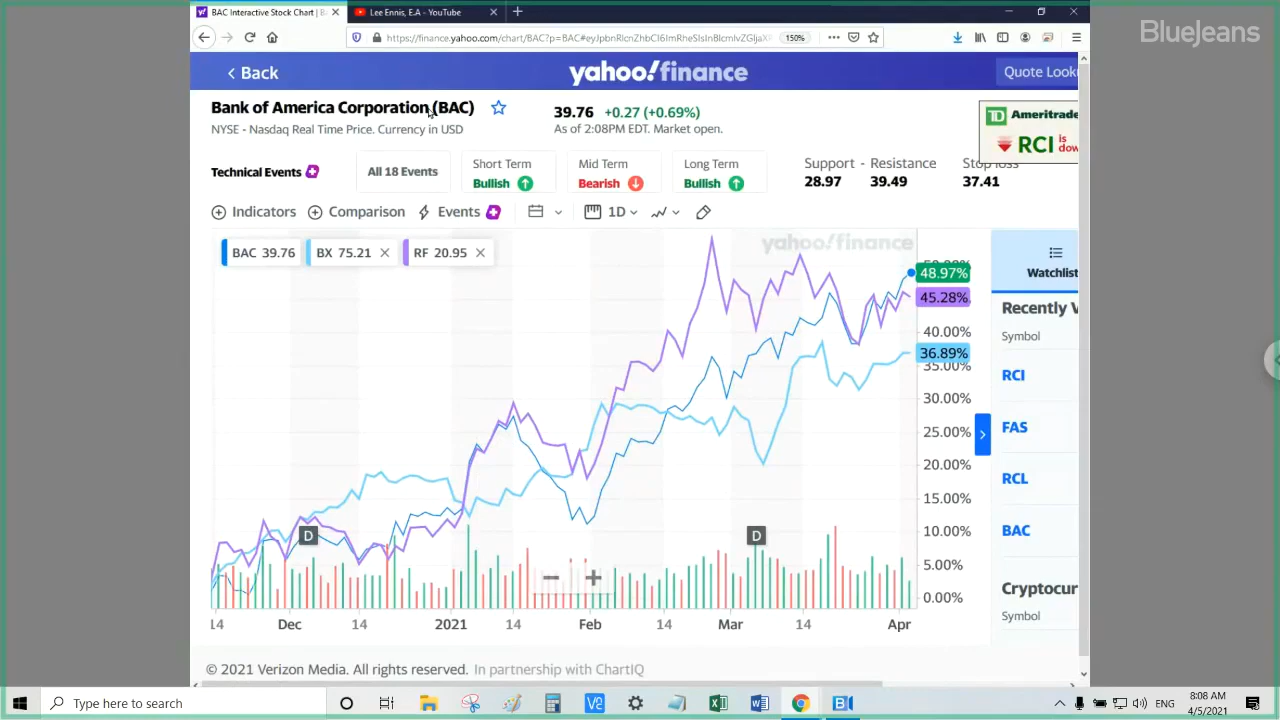 BAC Interactive Stock Chart | B
Lee Ennis, E.A - YouTube
BlueJeans
150%
Back
yahoo!finance
Quote Looku
Bank of America Corporation (BAC)
39.76 +0.27 (+0.69%)
NYSE - Nasdaq Real Time Price. Currency in USD
As of 2:08PM EDT. Market open.
TD Ameritrade
RCI is dow
Technical Events
All 18 Events
Short Term
Bullish
Mid Term
Bearish
Long Term
Bullish
Support - Resistance
28.97 39.49
Stop loss
37.41
Indicators
Comparison
Events
1D
BAC 39.76
BX 75.21
RF 20.95
yahoo!finance
Watchlist
48.97%
45.28%
40.00%
36.89%
35.00%
30.00%
25.00%
20.00%
15.00%
10.00%
5.00%
0.00%
D
D
Recently V
Symbol
RCI
FAS
RCL
BAC
Cryptocur
Symbol
14 Dec 14 2021 14 Feb 14 Mar 14 Apr
© 2021 Verizon Media. All rights reserved. In partnership with ChartIQ
Type here to search
ENG
8:08 AM
4/5/2021